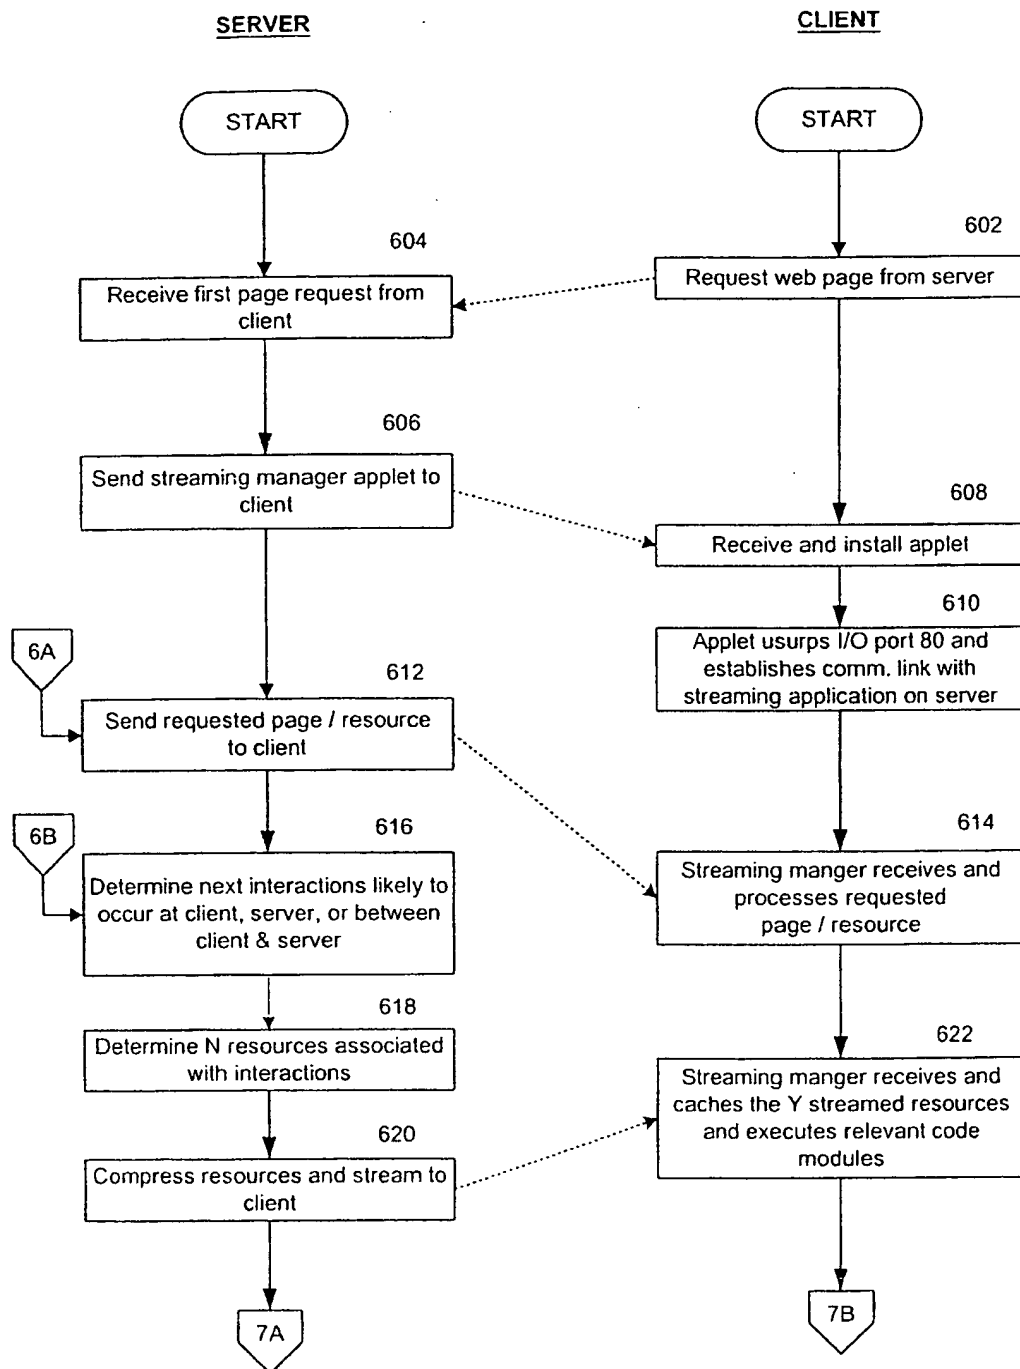 SERVER
CLIENT
START
START
602
604
Request web page from server
Receive first page request from
client
606
Send streaming manager applet to
client
608
Receive and install applet
610
Applet usurps I/O port 80 and
establishes comm. link with
streaming application on server
6A
612
Send requested page / resource
to client
6B
616
Determine next interactions likely to
occur at client, server, or between
client & server
614
Streaming manger receives and
processes requested
page / resource
618
Determine N resources associated
with interactions
622
Streaming manger receives and
caches the Y streamed resources
and executes relevant code
modules
620
Compress resources and stream to
client
7A
7B